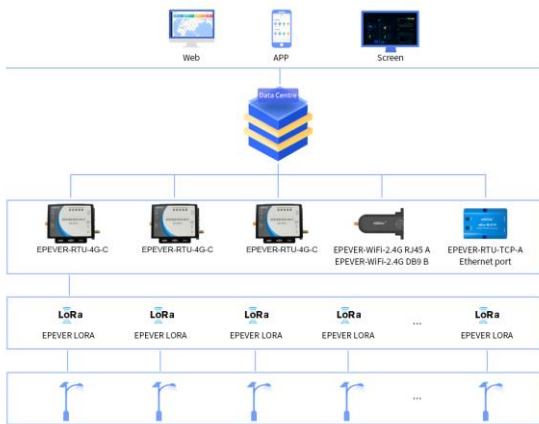 Web
APP
Screen
Data Centre
EPEVER-RTU-4G-C
EPEVER-RTU-4G-C
EPEVER-RTU-4G-C
EPEVER-WiFi-2.4G RJ45 A
EPEVER-WiFi-2.4G DB9 B
EPEVER-RTU-TCP-A
Ethernet port
LoRa
LoRa
LoRa
LoRa
...
LoRa
EPEVER LORA
EPEVER LORA
EPEVER LORA
EPEVER LORA
EPEVER LORA
...